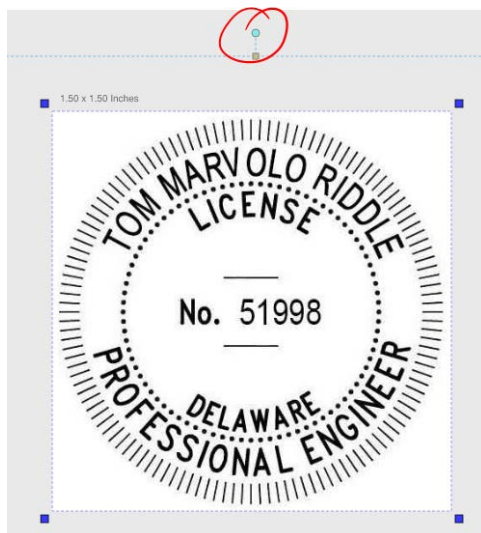 1.50 x 1.50 Inches
TOM MARVOLO RIDDLE
LICENSE
No. 51998
DELAWARE
PROFESSIONAL ENGINEER